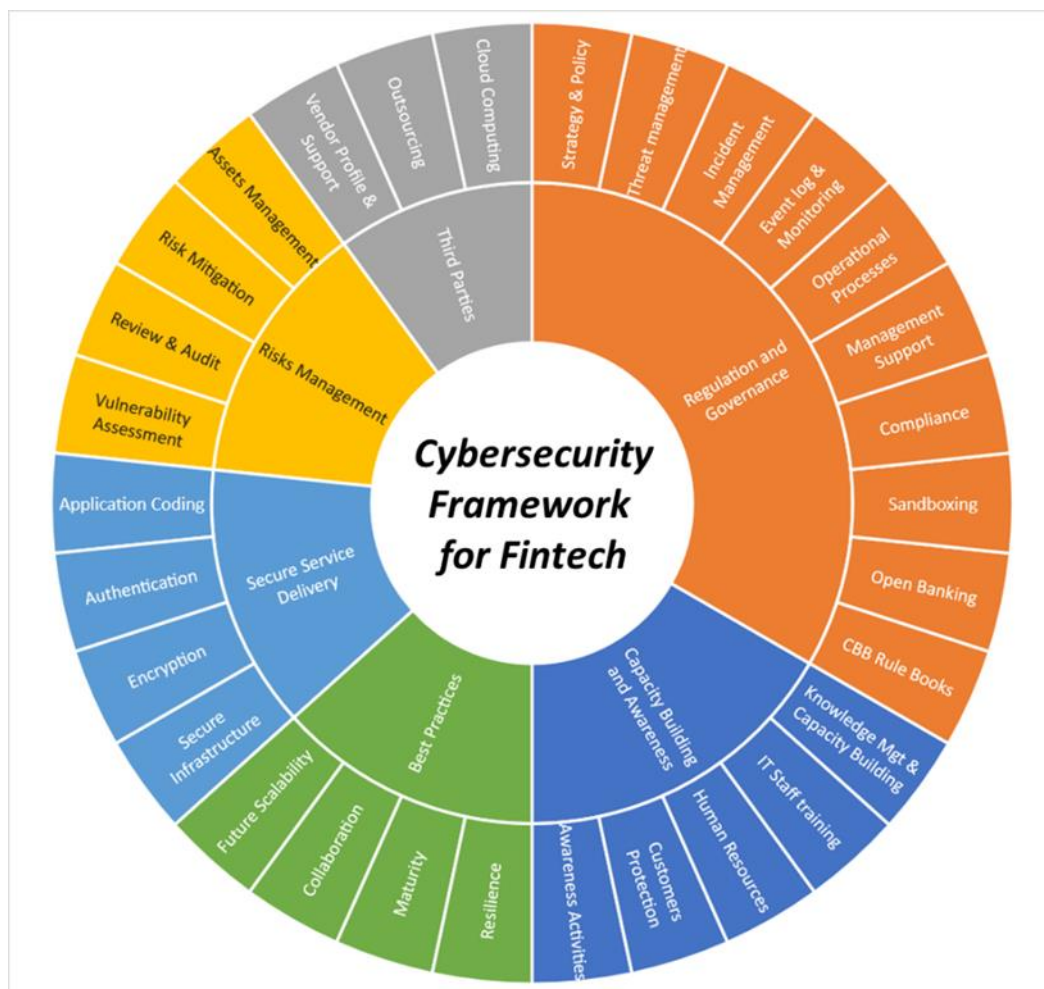 Cybersecurity
Framework
for Fintech
Regulation and
Governance
Strategy & Policy
Threat management
Incident
Management
Event log &
Monitoring
Operational
Processes
Management
Support
Compliance
Sandboxing
Open Banking
CBB Rule Books
Capacity Building
and Awareness
Knowledge Mgt &
Capacity Building
IT Staff training
Human Resources
Customers
Protection
Awareness Activities
Best Practices
Resilience
Maturity
Collaboration
Future Scalability
Secure Service
Delivery
Secure
Infrastructure
Encryption
Authentication
Application Coding
Risks Management
Vulnerability
Assessment
Review & Audit
Risk Mitigation
Assets Management
Third Parties
Vendor Profile &
Support
Outsourcing
Cloud Computing